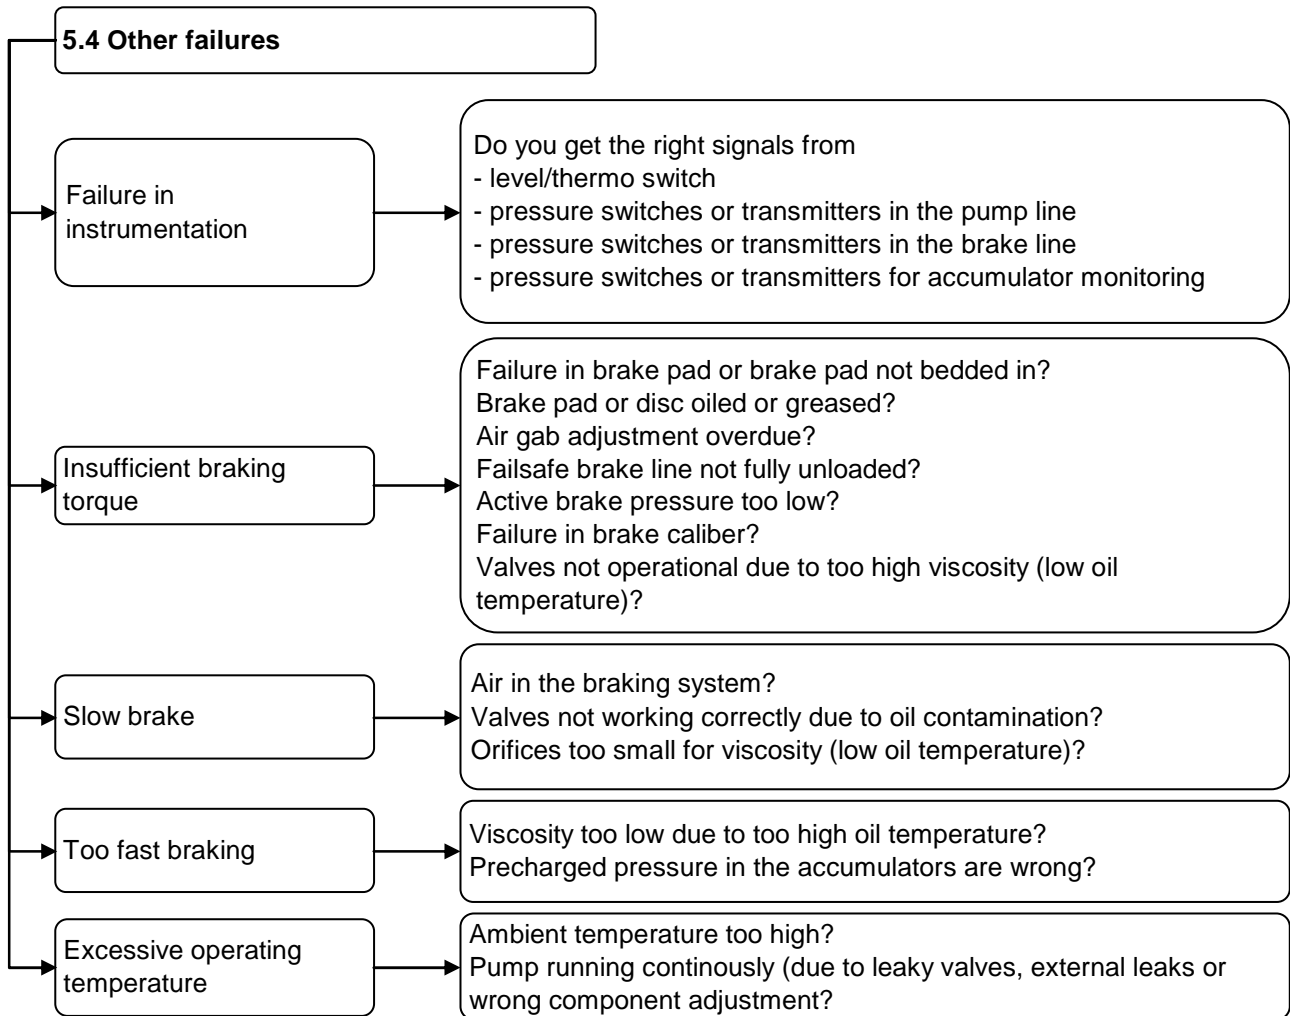 5.4 Other failures
Failure in
instrumentation
Do you get the right signals from
- level/thermo switch
- pressure switches or transmitters in the pump line
- pressure switches or transmitters in the brake line
- pressure switches or transmitters for accumulator monitoring
Insufficient braking
torque
Failure in brake pad or brake pad not bedded in?
Brake pad or disc oiled or greased?
Air gab adjustment overdue?
Failsafe brake line not fully unloaded?
Active brake pressure too low?
Failure in brake caliber?
Valves not operational due to too high viscosity (low oil
temperature)?
Slow brake
Air in the braking system?
Valves not working correctly due to oil contamination?
Orifices too small for viscosity (low oil temperature)?
Too fast braking
Viscosity too low due to too high oil temperature?
Precharged pressure in the accumulators are wrong?
Excessive operating
temperature
Ambient temperature too high?
Pump running continously (due to leaky valves, external leaks or
wrong component adjustment?